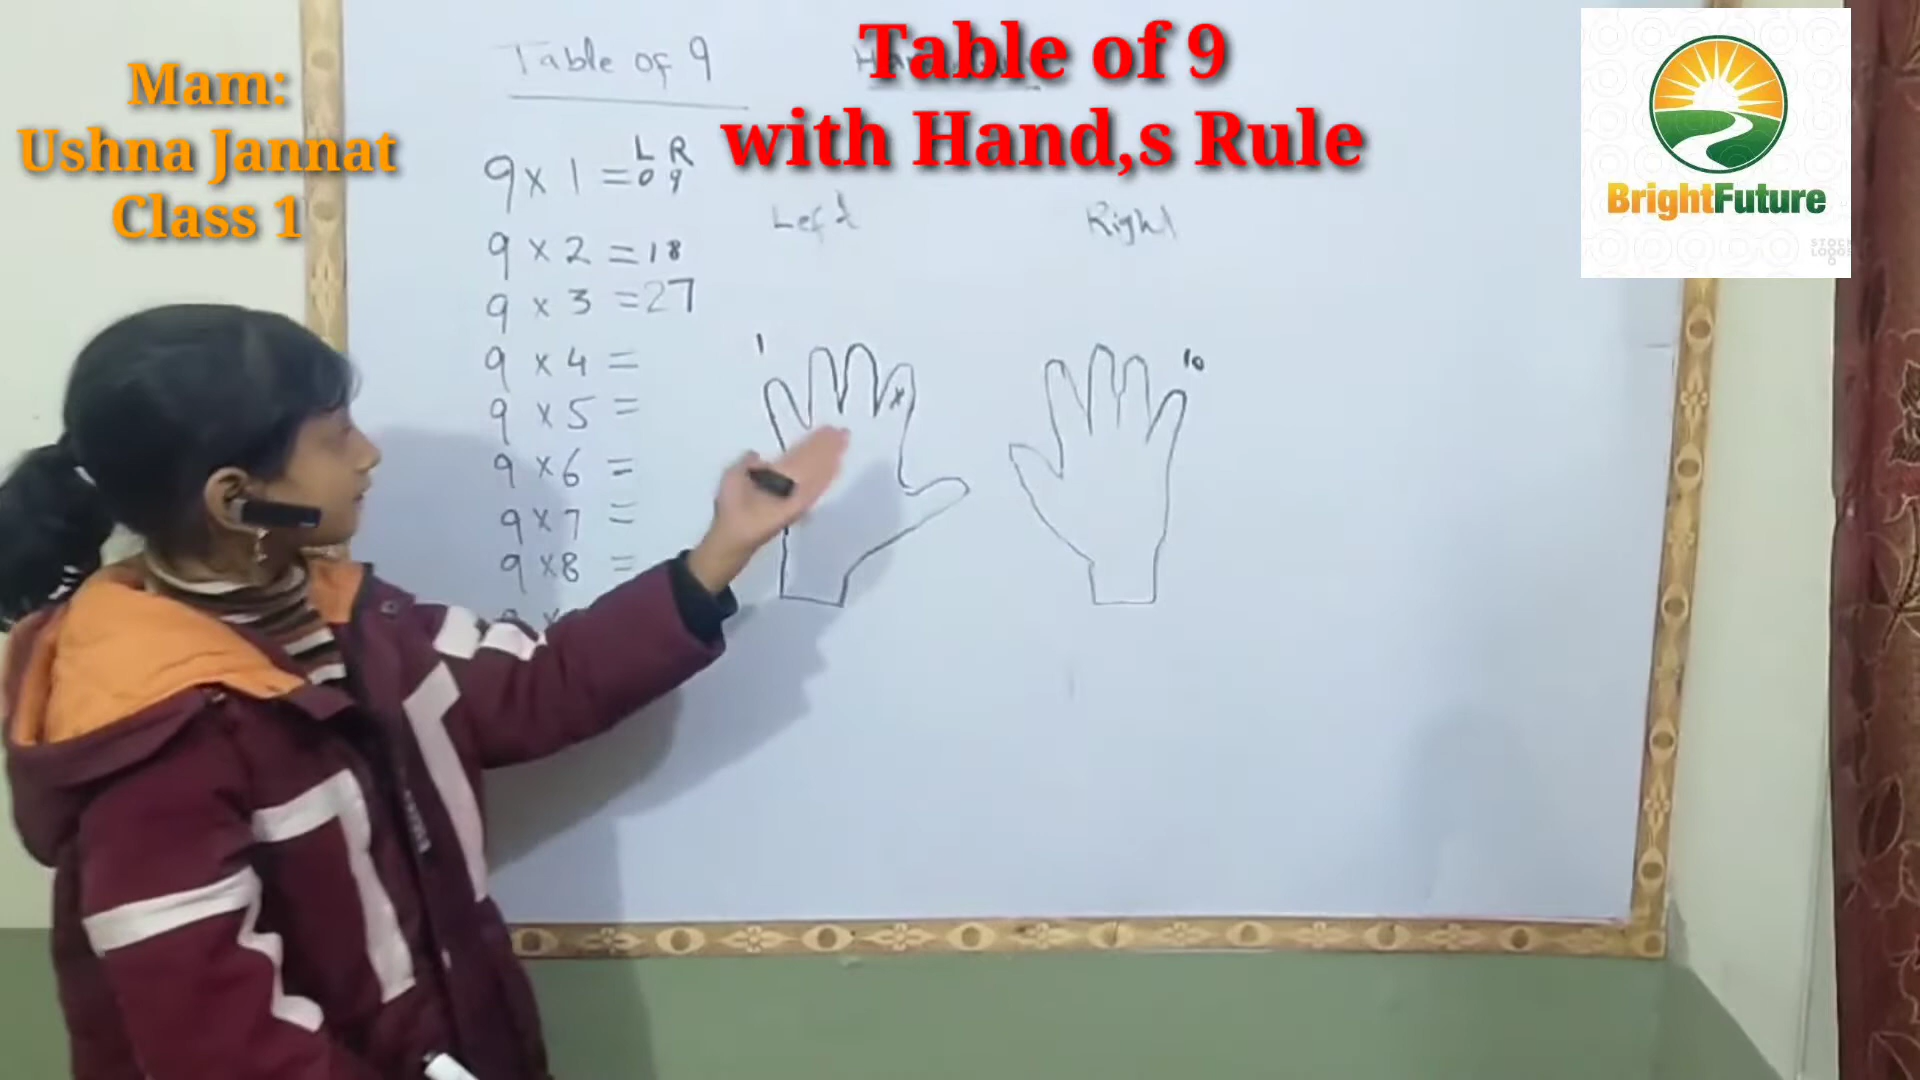 Mam:
Ushna Jannat
Class 1
Table of 9
with Hand,s Rule
BrightFuture
Table of 9
L R
9 x 1 = 0 9
9 x 2 = 18
9 x 3 = 27
9 x 4 =
9 x 5 =
9 x 6 =
9 x 7 =
9 x 8 =
Left
Right
1
x
10